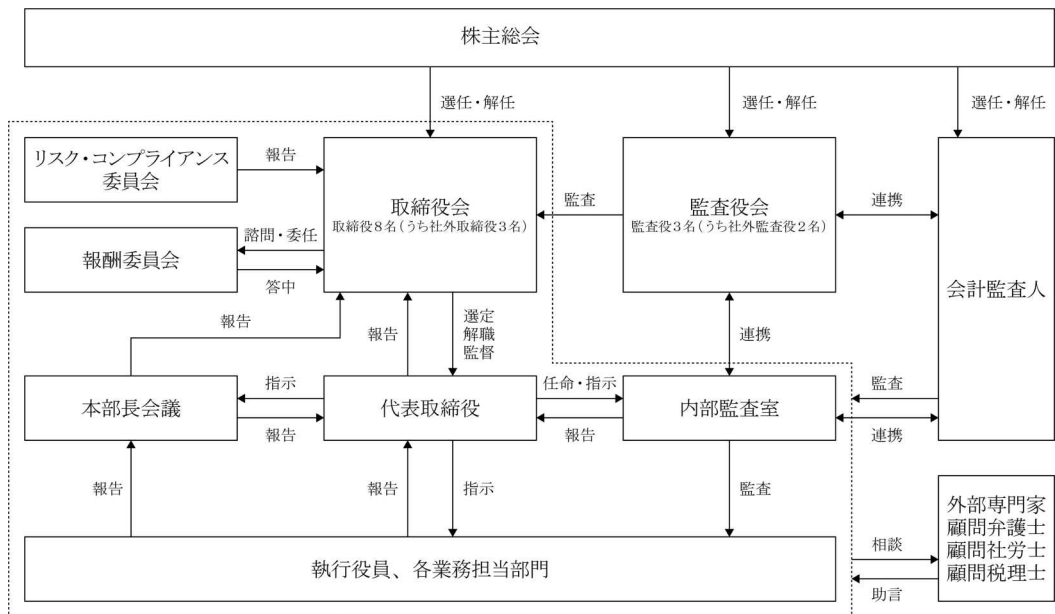 株主総会
選任・解任
選任・解任
選任・解任
リスク・コンプライアンス
委員会
報告
取締役会
取締役8名(うち社外取締役3名)
監査
監査役会
監査役3名(うち社外監査役2名)
連携
会計監査人
報酬委員会
諮問・委任
答申
報告
報告
選定
解職
監督
連携
本部長会議
指示
報告
代表取締役
任命・指示
報告
内部監査室
監査
連携
報告
報告
指示
監査
執行役員、各業務担当部門
相談
助言
外部専門家
顧問弁護士
顧問社労士
顧問税理士